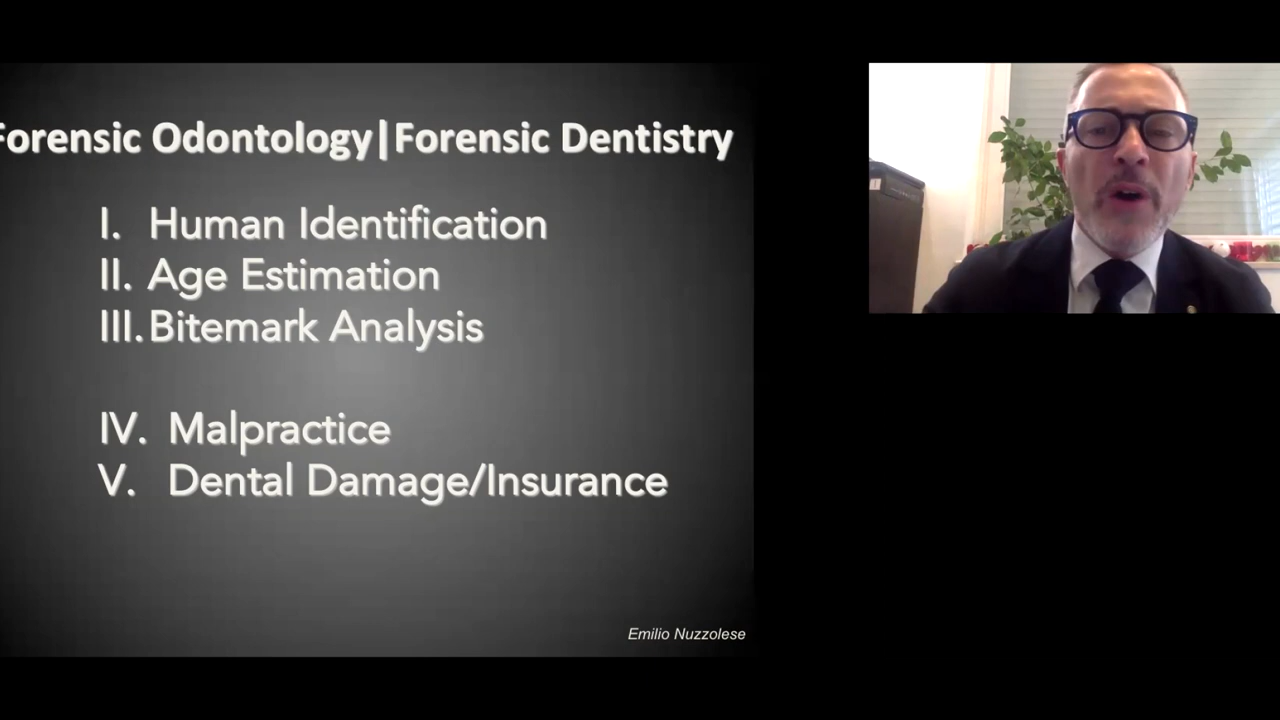 Forensic Odontology|Forensic Dentistry
I. Human Identification
II. Age Estimation
III. Bitemark Analysis
IV. Malpractice
V. Dental Damage/Insurance
Emilio Nuzzolese